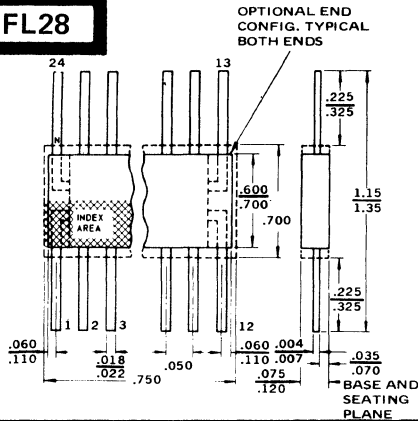 FL28
OPTIONAL END
CONFIG. TYPICAL
BOTH ENDS
24
13
N
.225
.325
.600
.700
.700
1.15
1.35
INDEX
AREA
.225
.325
1
2
3
12
.060
.110
.018
.022
.050
.060
.110
.004
.007
.035
.070
.750
.075
.120
BASE AND
SEATING
PLANE